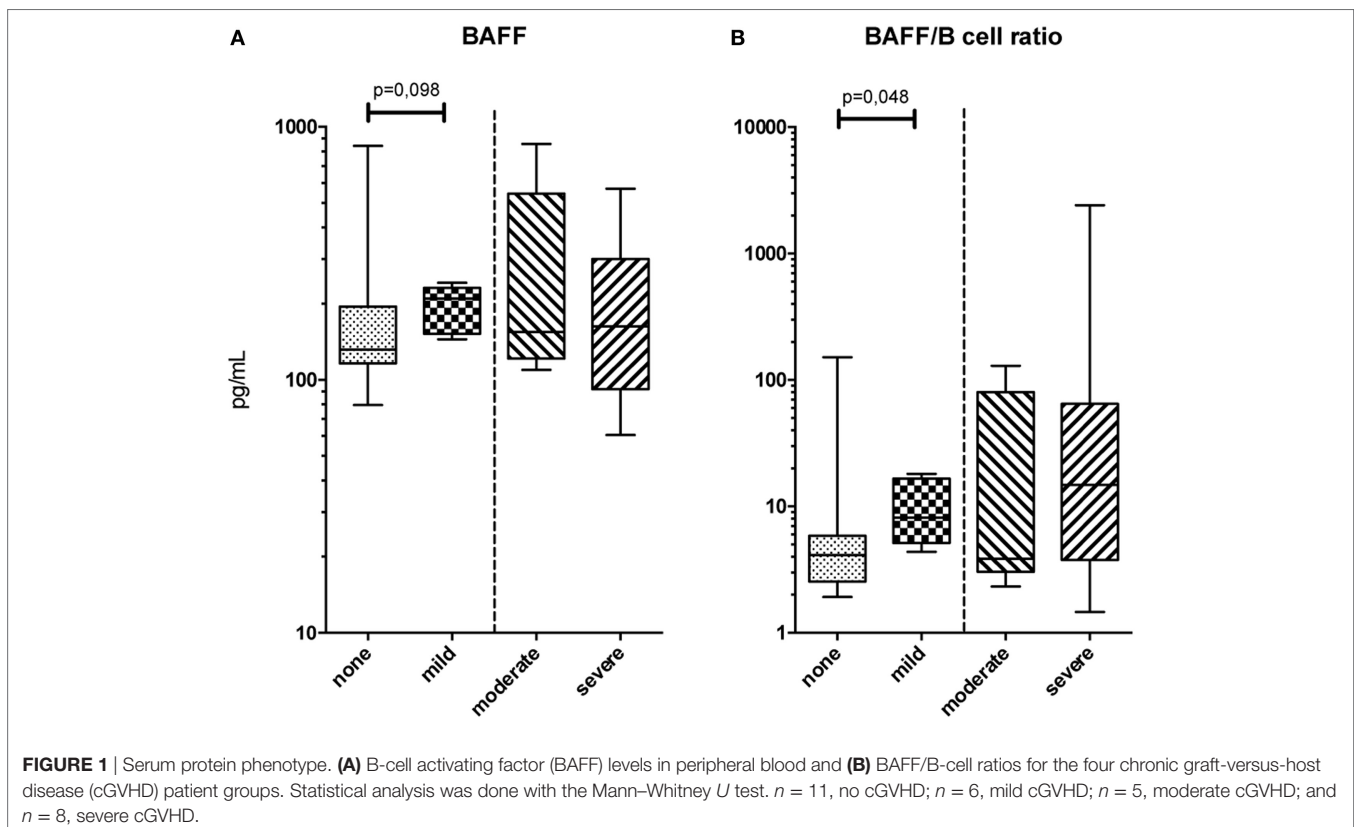 A
BAFF
p=0,098
1000
100
10
pg/mL
none
mild
moderate
severe
B
BAFF/B cell ratio
p=0,048
10000
1000
100
10
1
none
mild
moderate
severe
FIGURE 1 | Serum protein phenotype. (A) B-cell activating factor (BAFF) levels in peripheral blood and (B) BAFF/B-cell ratios for the four chronic graft-versus-host
disease (cGVHD) patient groups. Statistical analysis was done with the Mann–Whitney U test. n = 11, no cGVHD; n = 6, mild cGVHD; n = 5, moderate cGVHD; and
n = 8, severe cGVHD.